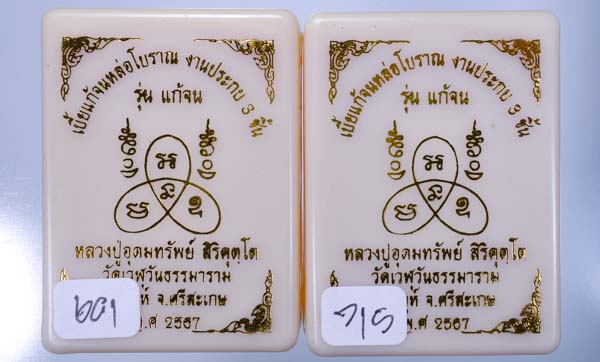 เบี้ยแก้จนหล่อโบราณ งานประกบ 3 ชิ้น
รุ่น แก้จน
หลวงปู่อุดมทรัพย์ สิริคุตฺโต
วัดเวฬุวันธรรมาราม
ห์ จ.ศรีสะเกษ
พ.ศ 2567
เบี้ยแก้จนหล่อโบราณ งานประกบ 3 ชิ้น
รุ่น แก้จน
หลวงปู่อุดมทรัพย์ สิริคุตฺโต
วัดเวฬุวันธรรมาราม
ห์ จ.ศรีสะเกษ
พ.ศ 2567